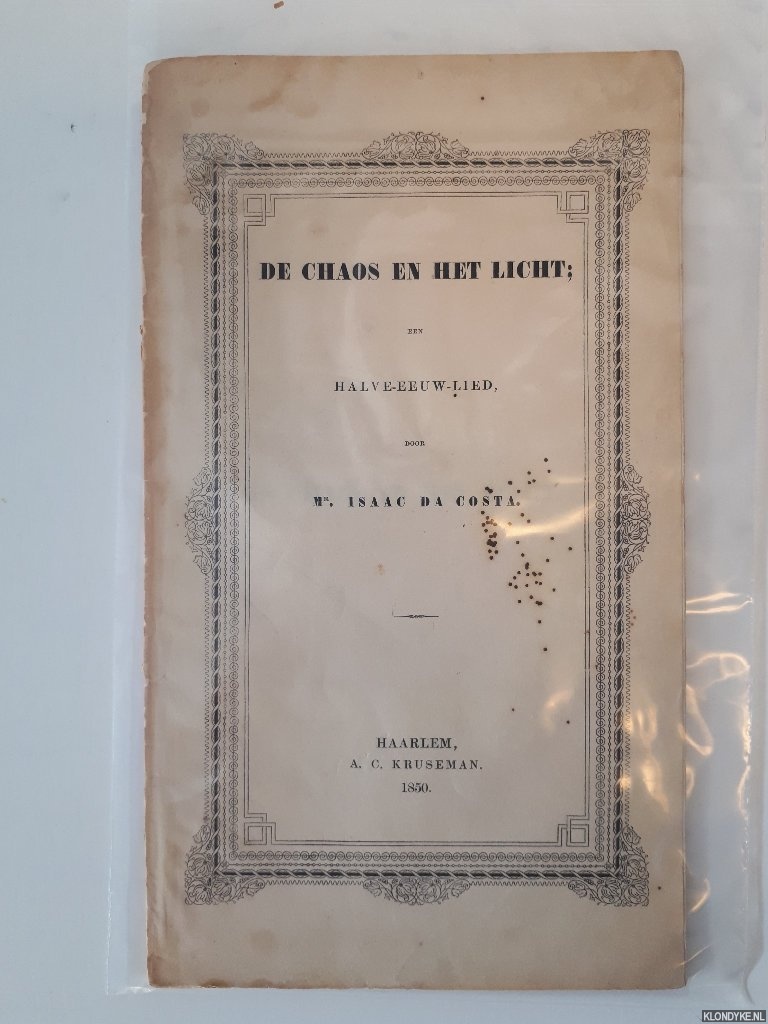 DE CHAOS EN HET LICHT;
EEN
HALVE-EEUW-LIED,
DOOR
Mr. ISAAC DA COSTA.
HAARLEM,
A. C. KRUSEMAN.
1850.
KLONDYKE.NL